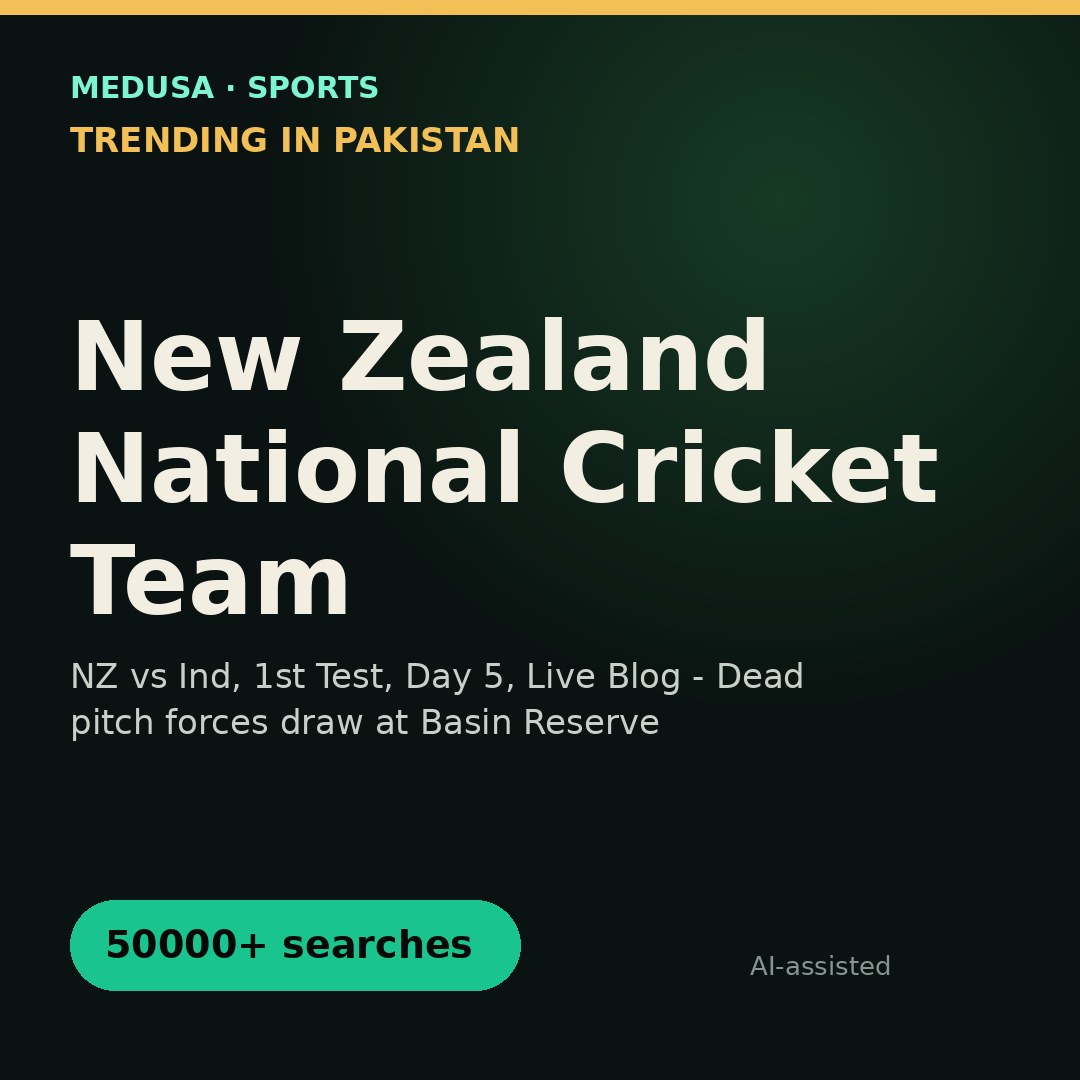 MEDUSA · SPORTS
TRENDING IN PAKISTAN
New Zealand
National Cricket
Team
NZ vs Ind, 1st Test, Day 5, Live Blog - Dead
pitch forces draw at Basin Reserve
50000+ searches
AI-assisted